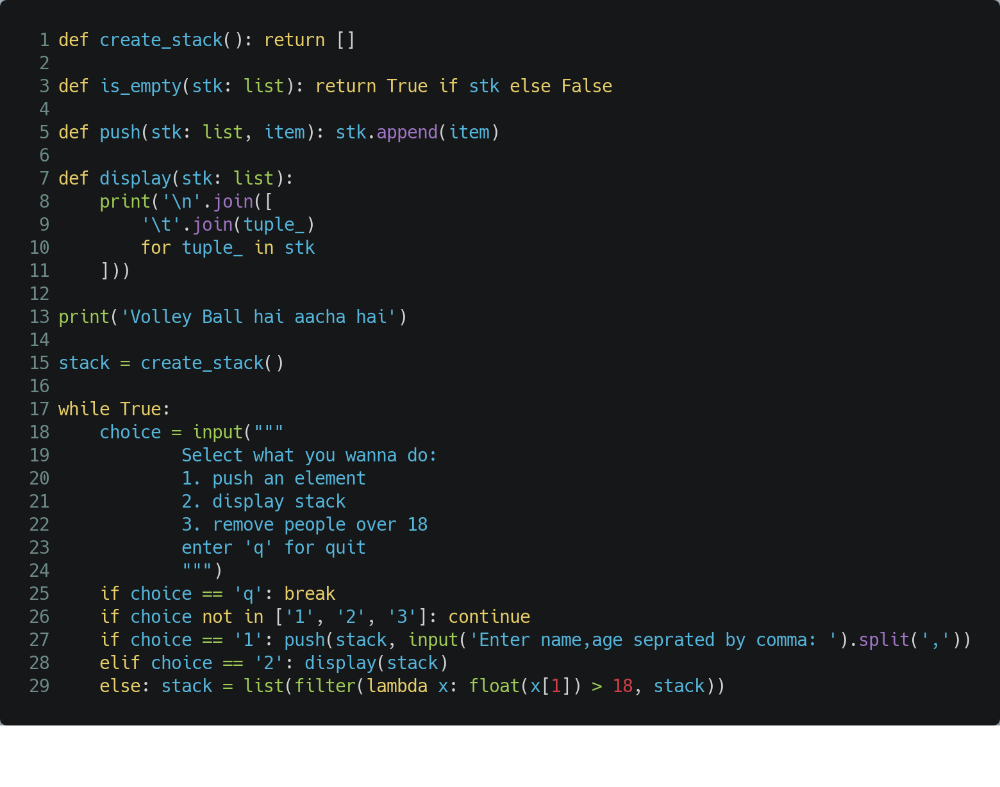 1 def create_stack(): return []
2
3 def is_empty(stk: list): return True if stk else False
4
5 def push(stk: list, item): stk.append(item)
6
7 def display(stk: list):
8     print('\n'.join([
9         '\t'.join(tuple_)
10         for tuple_ in stk
11     ]))
12
13 print('Volley Ball hai aacha hai')
14
15 stack = create_stack()
16
17 while True:
18     choice = input("""
19             Select what you wanna do:
20             1. push an element
21             2. display stack
22             3. remove people over 18
23             enter 'q' for quit
24             """)
25     if choice == 'q': break
26     if choice not in ['1', '2', '3']: continue
27     if choice == '1': push(stack, input('Enter name,age seprated by comma: ').split(','))
28     elif choice == '2': display(stack)
29     else: stack = list(filter(lambda x: float(x[1]) > 18, stack))